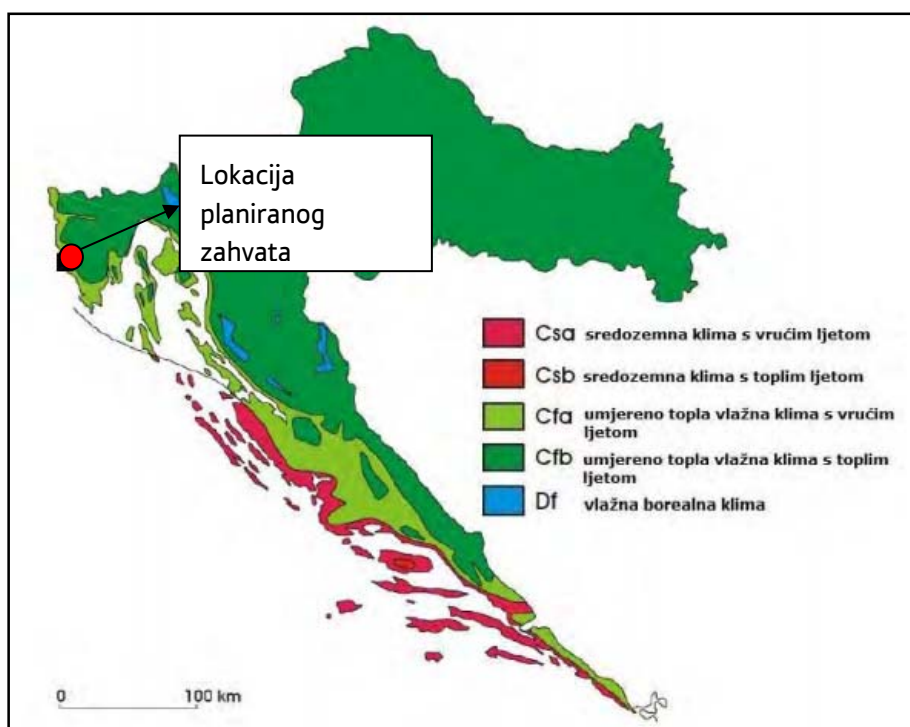 Lokacija
planiranog
zahvata
Csa sredozemna klima s vrućim ljetom
Csb sredozemna klima s toplim ljetom
Cfa umjereno topla vlažna klima s vrućim
ljetom
Cfb umjereno topla vlažna klima s toplim
ljetom
Df vlažna borealna klima
0 100 km